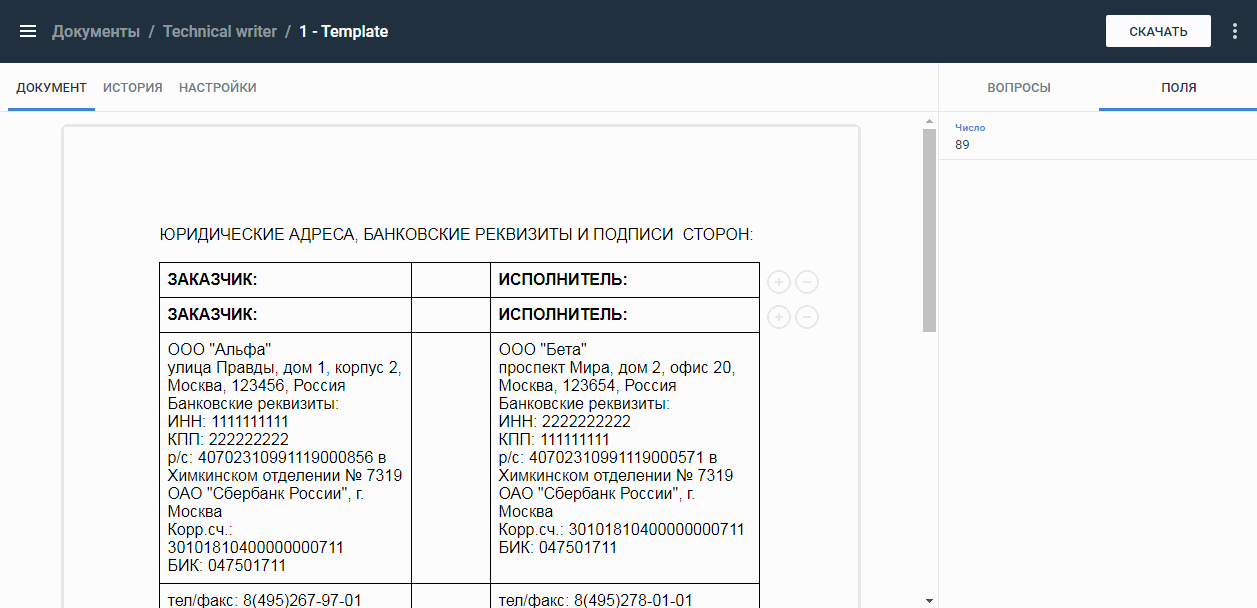 Документы / Technical writer / 1 - Template
СКАЧАТЬ
ДОКУМЕНТ ИСТОРИЯ НАСТРОЙКИ
ВОПРОСЫ ПОЛЯ
Число
89
ЮРИДИЧЕСКИЕ АДРЕСА, БАНКОВСКИЕ РЕКВИЗИТЫ И ПОДПИСИ СТОРОН:
ЗАКАЗЧИК: ИСПОЛНИТЕЛЬ:
ЗАКАЗЧИК: ИСПОЛНИТЕЛЬ:
ООО "Альфа"
улица Правды, дом 1, корпус 2,
Москва, 123456, Россия
Банковские реквизиты:
ИНН: 1111111111
КПП: 222222222
р/с: 40702310991119000856 в
Химкинском отделении № 7319
ОАО "Сбербанк России", г.
Москва
Корр.сч.:
30101810400000000711
БИК: 047501711
ООО "Бета"
проспект Мира, дом 2, офис 20,
Москва, 123654, Россия
Банковские реквизиты:
ИНН: 2222222222
КПП: 111111111
р/с: 40702310991119000571 в
Химкинском отделении № 7319
ОАО "Сбербанк России", г.
Москва
Корр.сч.: 30101810400000000711
БИК: 047501711
тел/факс: 8(495)267-97-01
тел/факс: 8(495)278-01-01